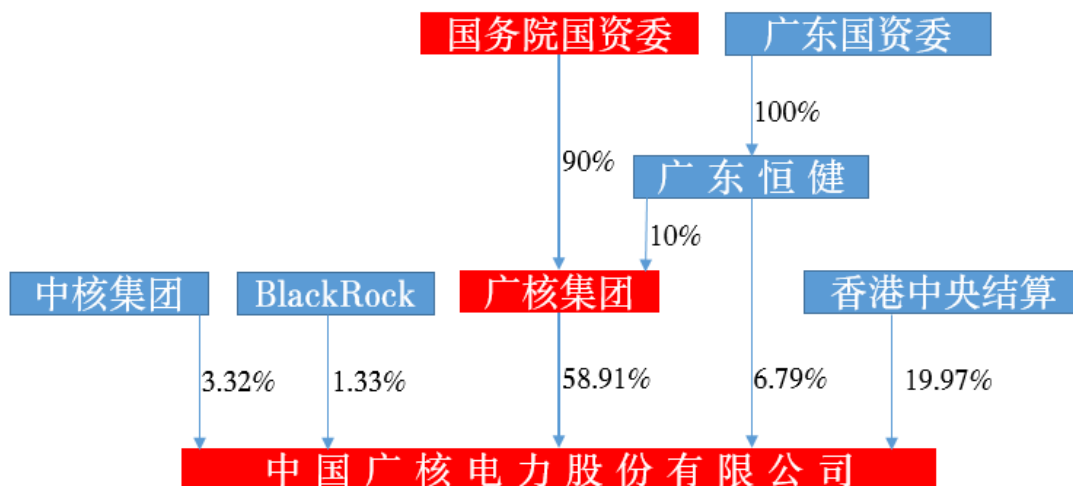 国务院国资委
广东国资委
100%
90%
广东恒健
10%
中核集团
BlackRock
广核集团
香港中央结算
3.32%
1.33%
58.91%
6.79%
19.97%
中国广核电力股份有限公司